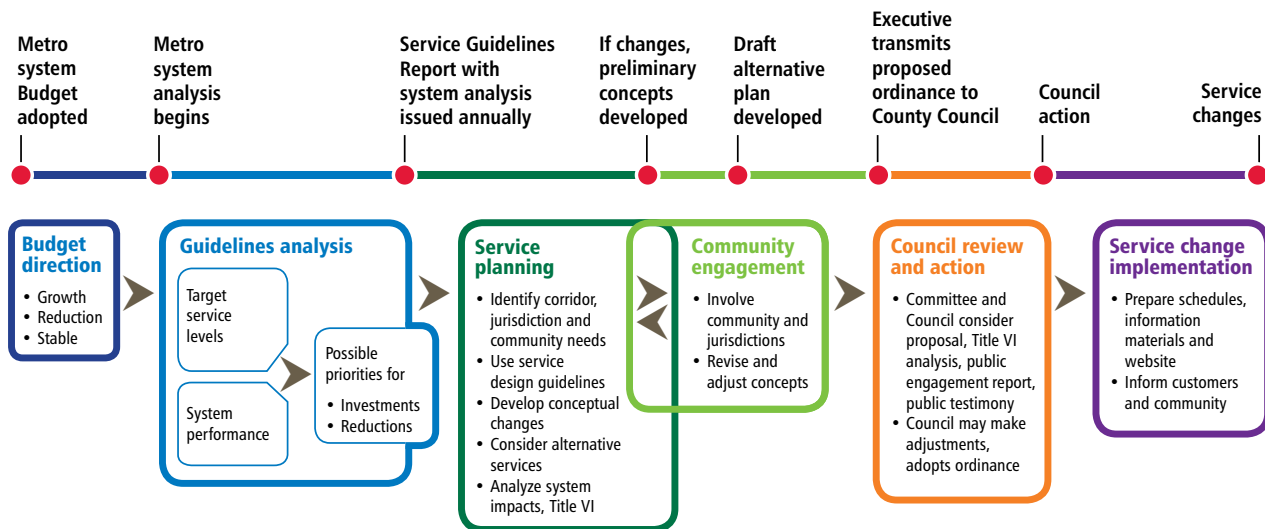 Metro
system
Budget
adopted
Metro
system
analysis
begins
Service Guidelines
Report with
system analysis
issued annually
If changes,
preliminary
concepts
developed
Draft
alternative
plan
developed
Executive
transmits
proposed
ordinance to
County Council
Council
action
Service
changes
Budget
direction
• Growth
• Reduction
• Stable
Guidelines analysis
Target
service
levels
System
performance
Possible
priorities for
• Investments
• Reductions
Service
planning
• Identify corridor,
jurisdiction and
community needs
• Use service
design guidelines
• Develop conceptual
changes
• Consider alternative
services
• Analyze system
impacts, Title VI
Community
engagement
• Involve
community and
jurisdictions
• Revise and
adjust concepts
Council review
and action
• Committee and
Council consider
proposal, Title VI
analysis, public
engagement report,
public testimony
• Council may make
adjustments,
adopts ordinance
Service change
implementation
• Prepare schedules,
information
materials and
website
• Inform customers
and community